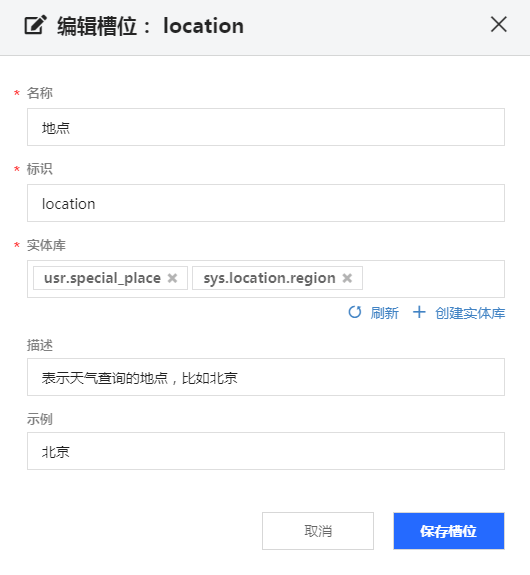 编辑槽位： location
* 名称
地点
* 标识
location
* 实体库
usr.special_place ✖ sys.location.region ✖
刷新 + 创建实体库
描述
表示天气查询的地点，比如北京
示例
北京
取消 保存槽位